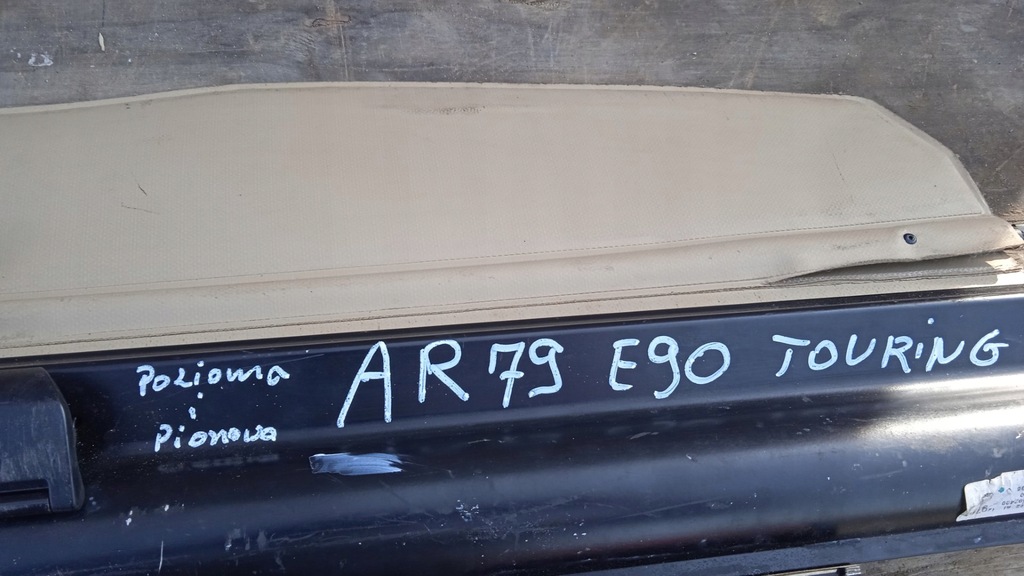 Pozioma
i
Pionowa
AR79 E90 TOURiNG